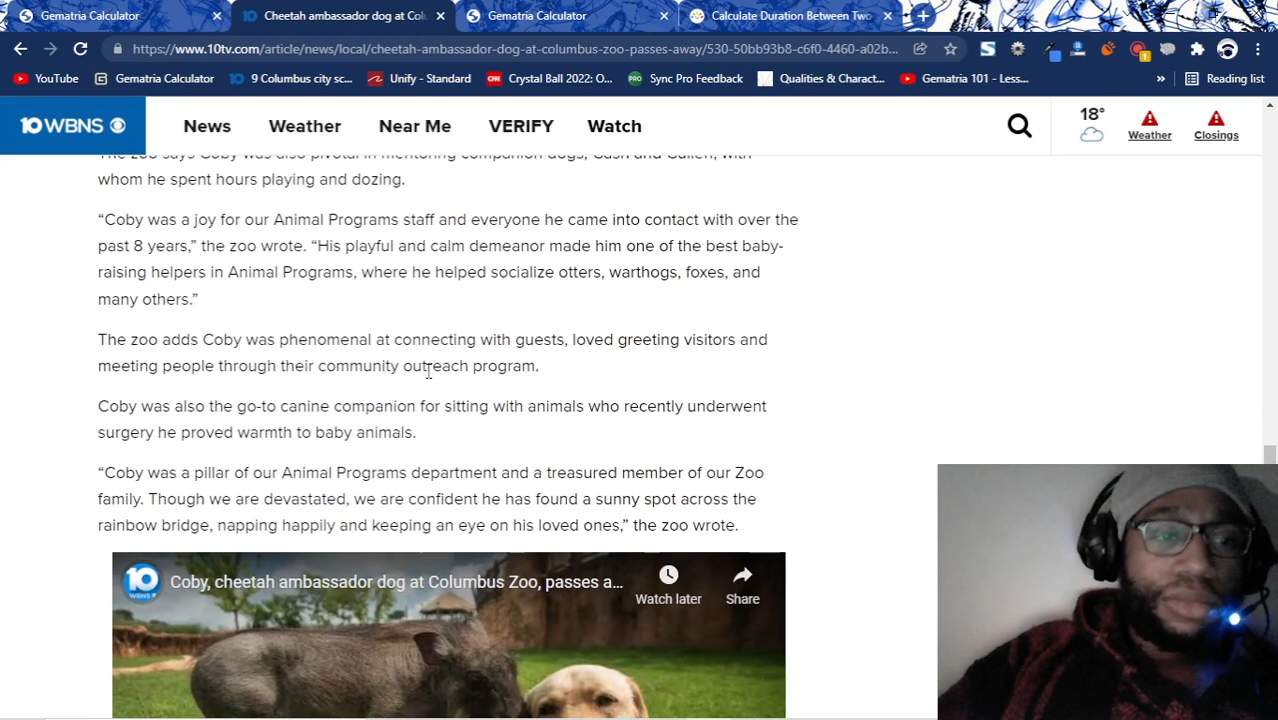 Gematria Calculator
Cheetah ambassador dog at Colu
Gematria Calculator
Calculate Duration Between Two
https://www.10tv.com/article/news/local/cheetah-ambassador-dog-at-columbus-zoo-passes-away/530-50bb93b8-c6f0-4460-a02b...
YouTube
Gematria Calculator
9 Columbus city sc...
Unify - Standard
Crystal Ball 2022: O...
Sync Pro Feedback
Qualities & Charact...
Gematria 101 - Less...
»
Reading list
10 WBNS
News
Weather
Near Me
VERIFY
Watch
18°
Weather
Closings
The zoo says Coby was also pivotal in mentoring companion dogs, Cash and Cullen, with
whom he spent hours playing and dozing.
“Coby was a joy for our Animal Programs staff and everyone he came into contact with over the
past 8 years,” the zoo wrote. “His playful and calm demeanor made him one of the best baby-
raising helpers in Animal Programs, where he helped socialize otters, warthogs, foxes, and
many others.”
The zoo adds Coby was phenomenal at connecting with guests, loved greeting visitors and
meeting people through their community outreach program.
Coby was also the go-to canine companion for sitting with animals who recently underwent
surgery he proved warmth to baby animals.
“Coby was a pillar of our Animal Programs department and a treasured member of our Zoo
family. Though we are devastated, we are confident he has found a sunny spot across the
rainbow bridge, napping happily and keeping an eye on his loved ones,” the zoo wrote.
10 WBNS
Coby, cheetah ambassador dog at Columbus Zoo, passes a...
Watch later
Share